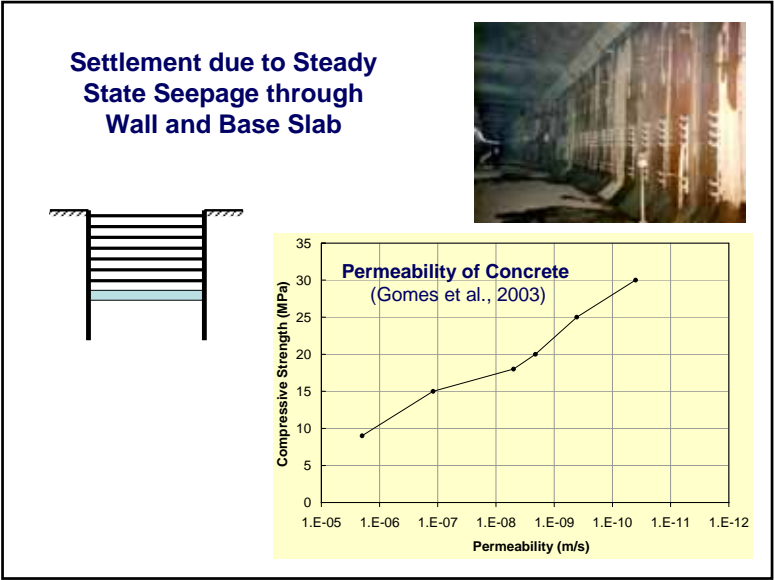 Settlement due to Steady
State Seepage through
Wall and Base Slab
Permeability of Concrete
(Gomes et al., 2003)
Compressive Strength (MPa)
35
30
25
20
15
10
5
0
1.E-05 1.E-06 1.E-07 1.E-08 1.E-09 1.E-10 1.E-11 1.E-12
Permeability (m/s)